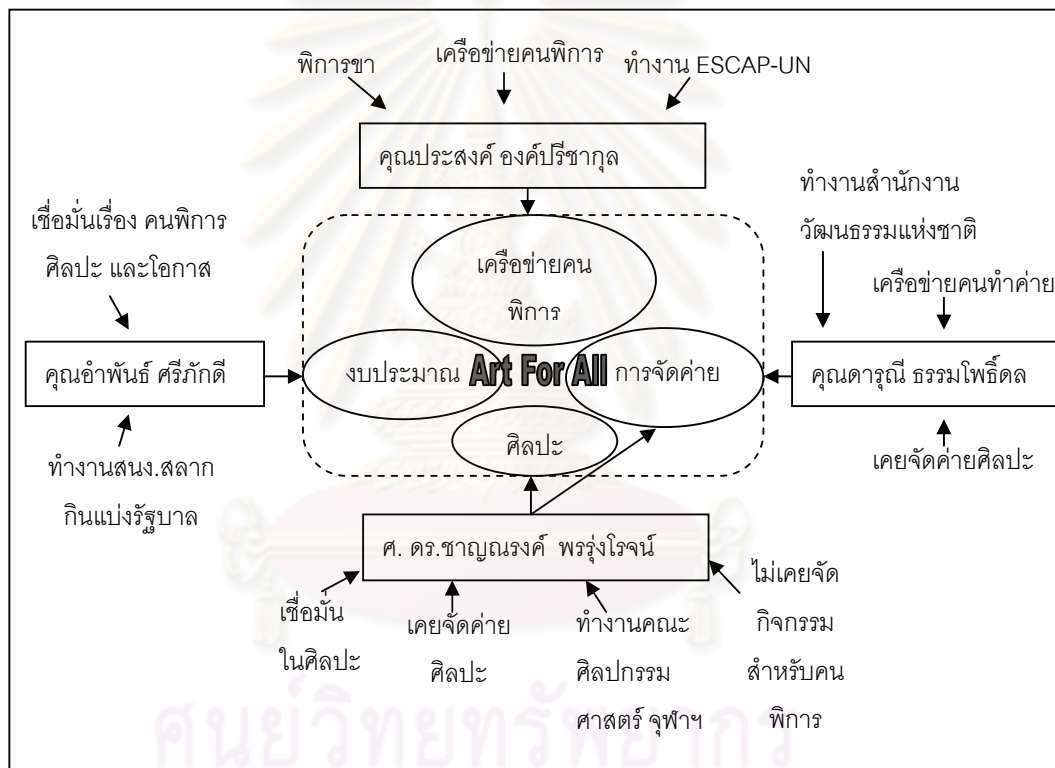 พิการขา
เครือข่ายคนพิการ
ทำงาน ESCAP-UN
คุณประสงค์ องค์ปรีชากุล
เชื่อมั่นเรื่อง คนพิการ
ศิลปะ และโอกาส
ทำงานสำนักงาน
วัฒนธรรมแห่งชาติ
เครือข่ายคนทำค่าย
เครือข่ายคน
พิการ
คุณอำพันธ์ ศรีภักดี
งบประมาณ
Art For All
การจัดค่าย
คุณดารุณี ธรรมโพธิ์ดล
ศิลปะ
ทำงานสนง.สลาก
กินแบ่งรัฐบาล
เคยจัดค่ายศิลปะ
ศ. ดร.ชาญณรงค์ พรรุ่งโรจน์
เชื่อมั่น
ในศิลปะ
เคยจัดค่าย
ศิลปะ
ทำงานคณะ
ศิลปกรรม
ศาสตร์ จุฬาฯ
ไม่เคยจัด
กิจกรรม
สำหรับคน
พิการ
ศูนย์วิทยทรัพยากร